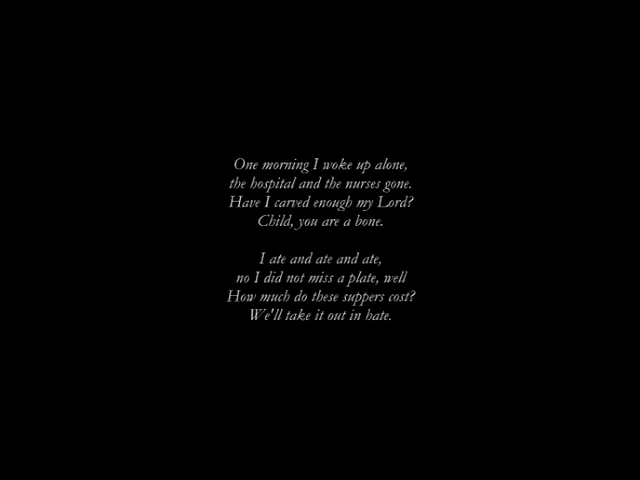 One morning I woke up alone,
the hospital and the nurses gone.
Have I carved enough my Lord?
Child, you are a bone.
I ate and ate and ate,
no I did not miss a plate, well
How much do these suppers cost?
We'll take it out in hate.